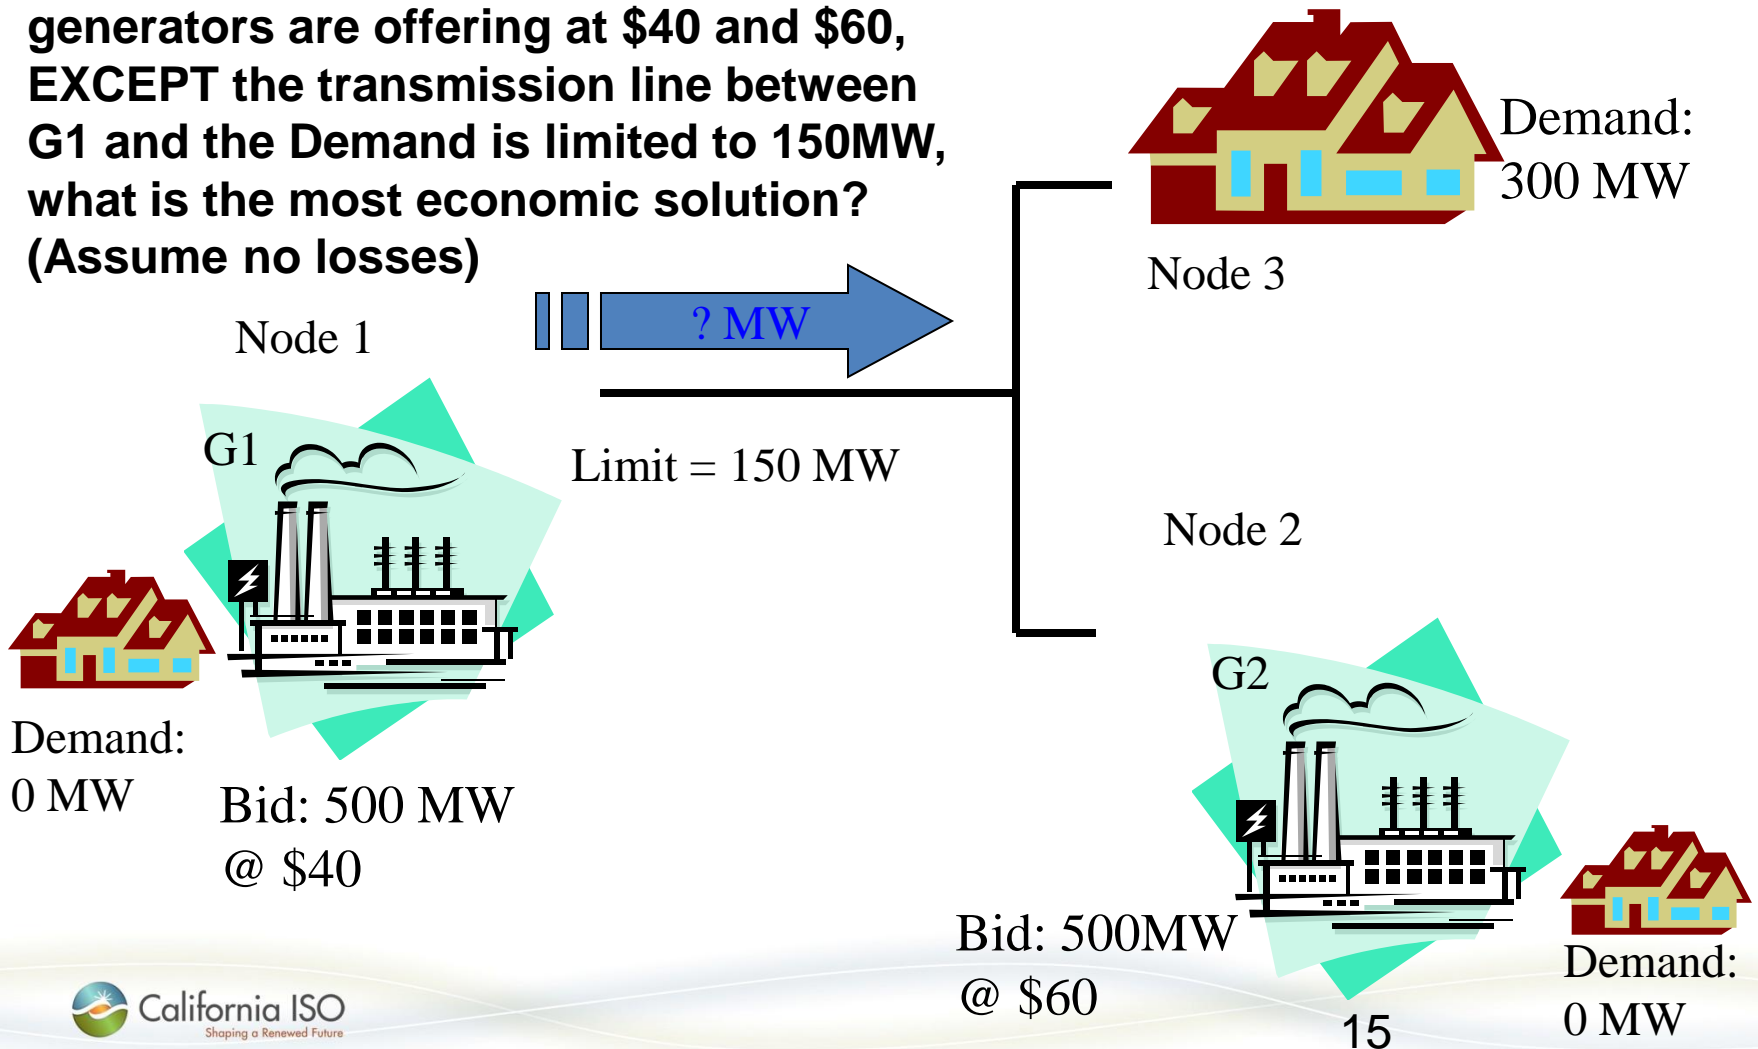 generators are offering at $40 and $60,
EXCEPT the transmission line between
G1 and the Demand is limited to 150MW,
what is the most economic solution?
(Assume no losses)
Demand:
300 MW
Node 3
? MW
Node 1
G1
Limit = 150 MW
Node 2
G2
Demand:
0 MW
Bid: 500 MW
@ $40
Bid: 500MW
@ $60
Demand:
0 MW
California ISO
Shaping a Renewed Future
15